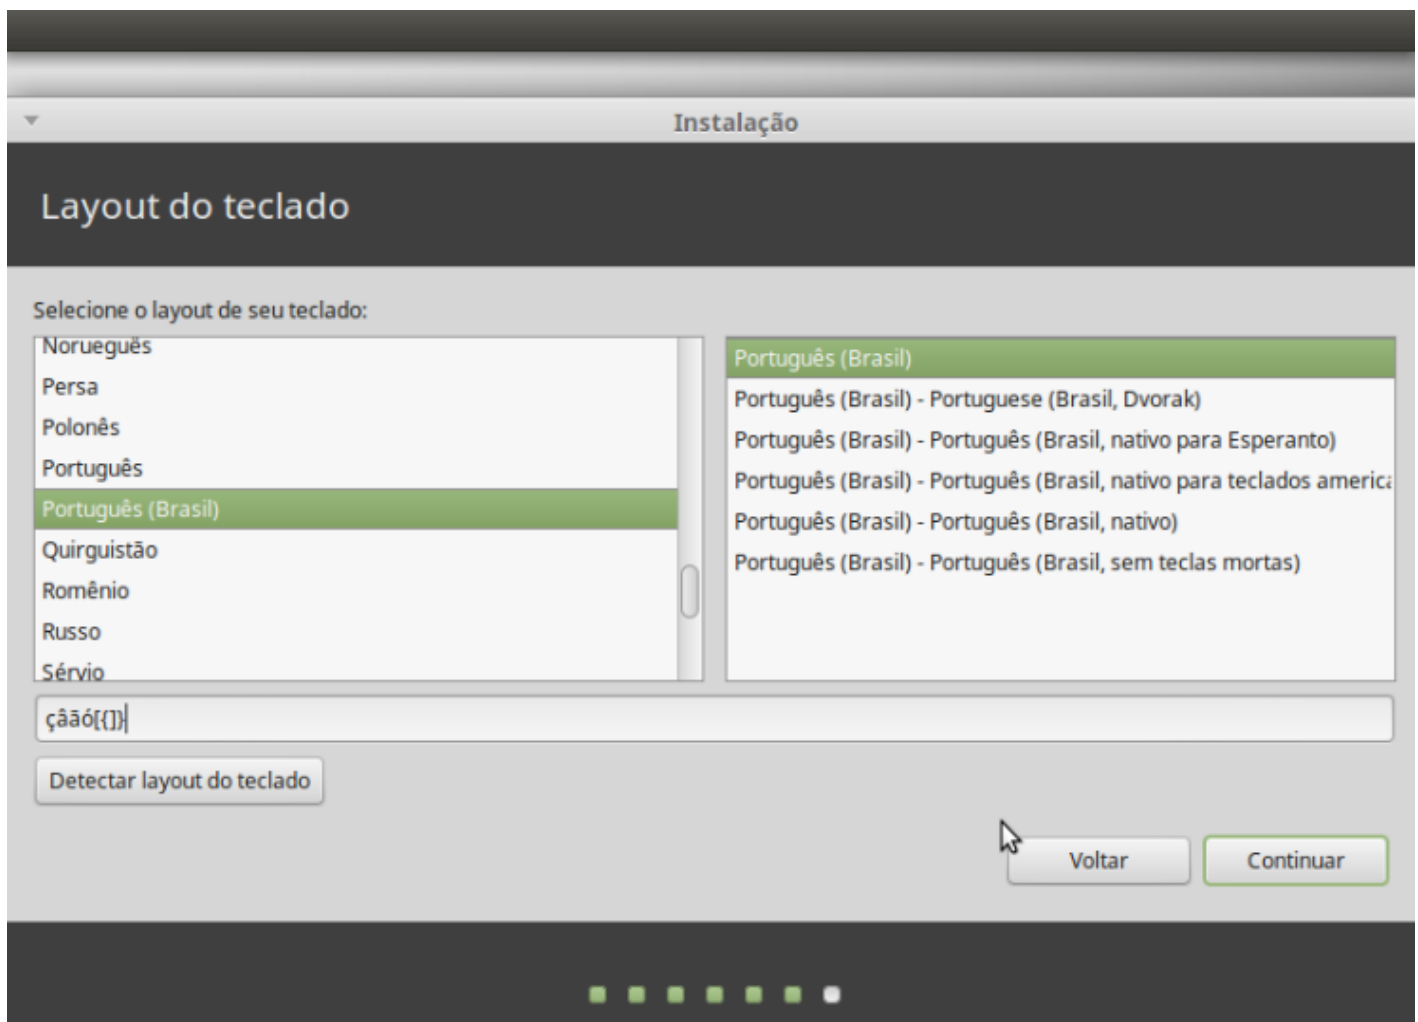 Instalação
Layout do teclado
Selecione o layout de seu teclado:
Norueguês
Persa
Polonês
Português
Português (Brasil)
Quirguistão
Romênio
Russo
Sérvio
Português (Brasil)
Português (Brasil) - Portuguese (Brasil, Dvorak)
Português (Brasil) - Português (Brasil, nativo para Esperanto)
Português (Brasil) - Português (Brasil, nativo para teclados america
Português (Brasil) - Português (Brasil, nativo)
Português (Brasil) - Português (Brasil, sem teclas mortas)
çâãó[{]}
Detectar layout do teclado
Voltar
Continuar